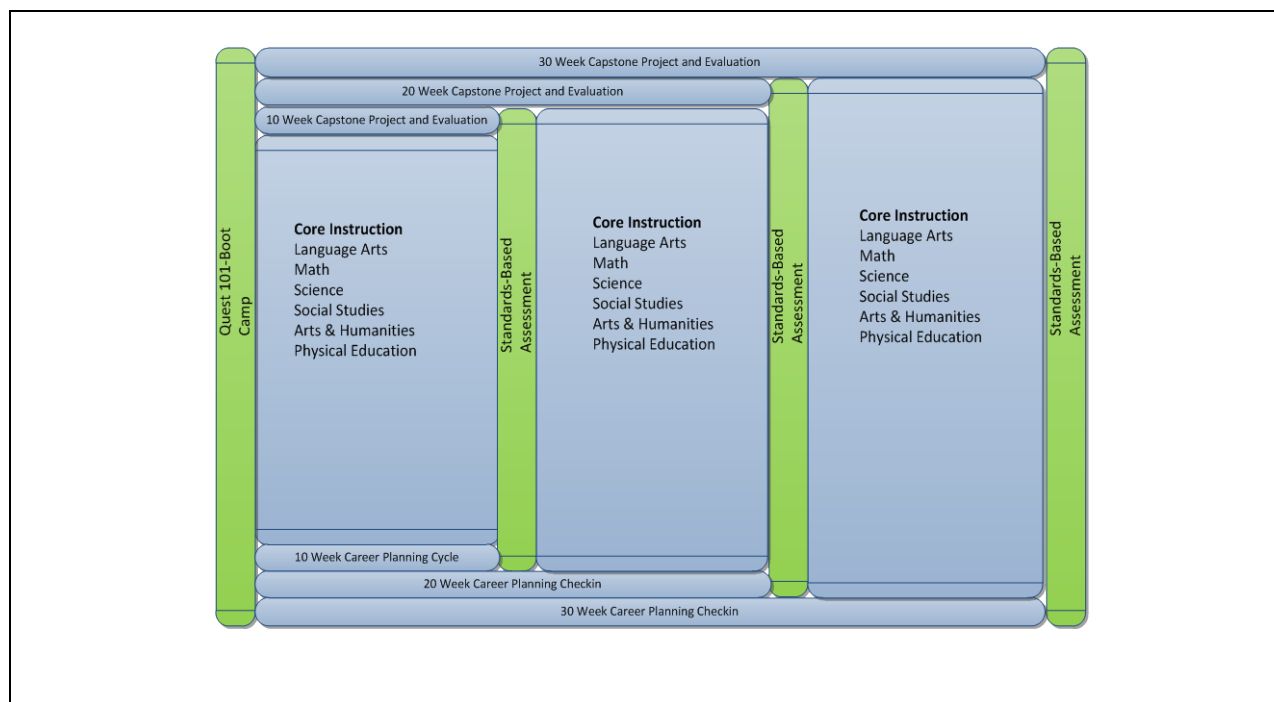 30 Week Capstone Project and Evaluation
20 Week Capstone Project and Evaluation
10 Week Capstone Project and Evaluation
Quest 101-Boot
Camp
Core Instruction
Language Arts
Math
Science
Social Studies
Arts & Humanities
Physical Education
Standards-Based
Assessment
Core Instruction
Language Arts
Math
Science
Social Studies
Arts & Humanities
Physical Education
Standards-Based
Assessment
Core Instruction
Language Arts
Math
Science
Social Studies
Arts & Humanities
Physical Education
Standards-Based
Assessment
10 Week Career Planning Cycle
20 Week Career Planning Checkin
30 Week Career Planning Checkin